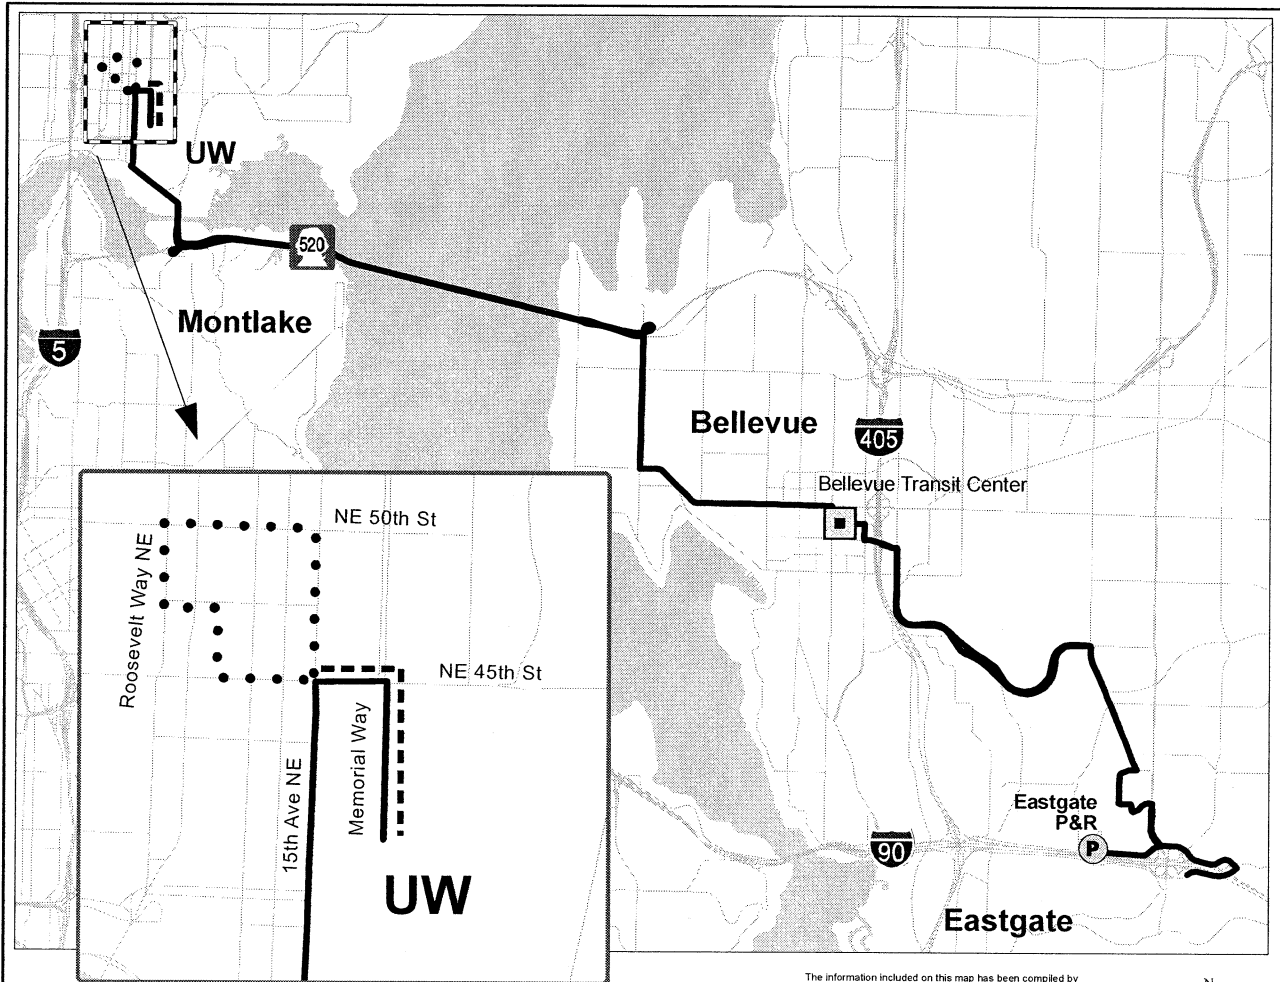 UW
520
Montlake
5
Bellevue
405
Bellevue Transit Center
NE 50th St
Roosevelt Way NE
NE 45th St
Memorial Way
15th Ave NE
UW
Eastgate
P&R
P
90
Eastgate
The information included on this map has been compiled by
N